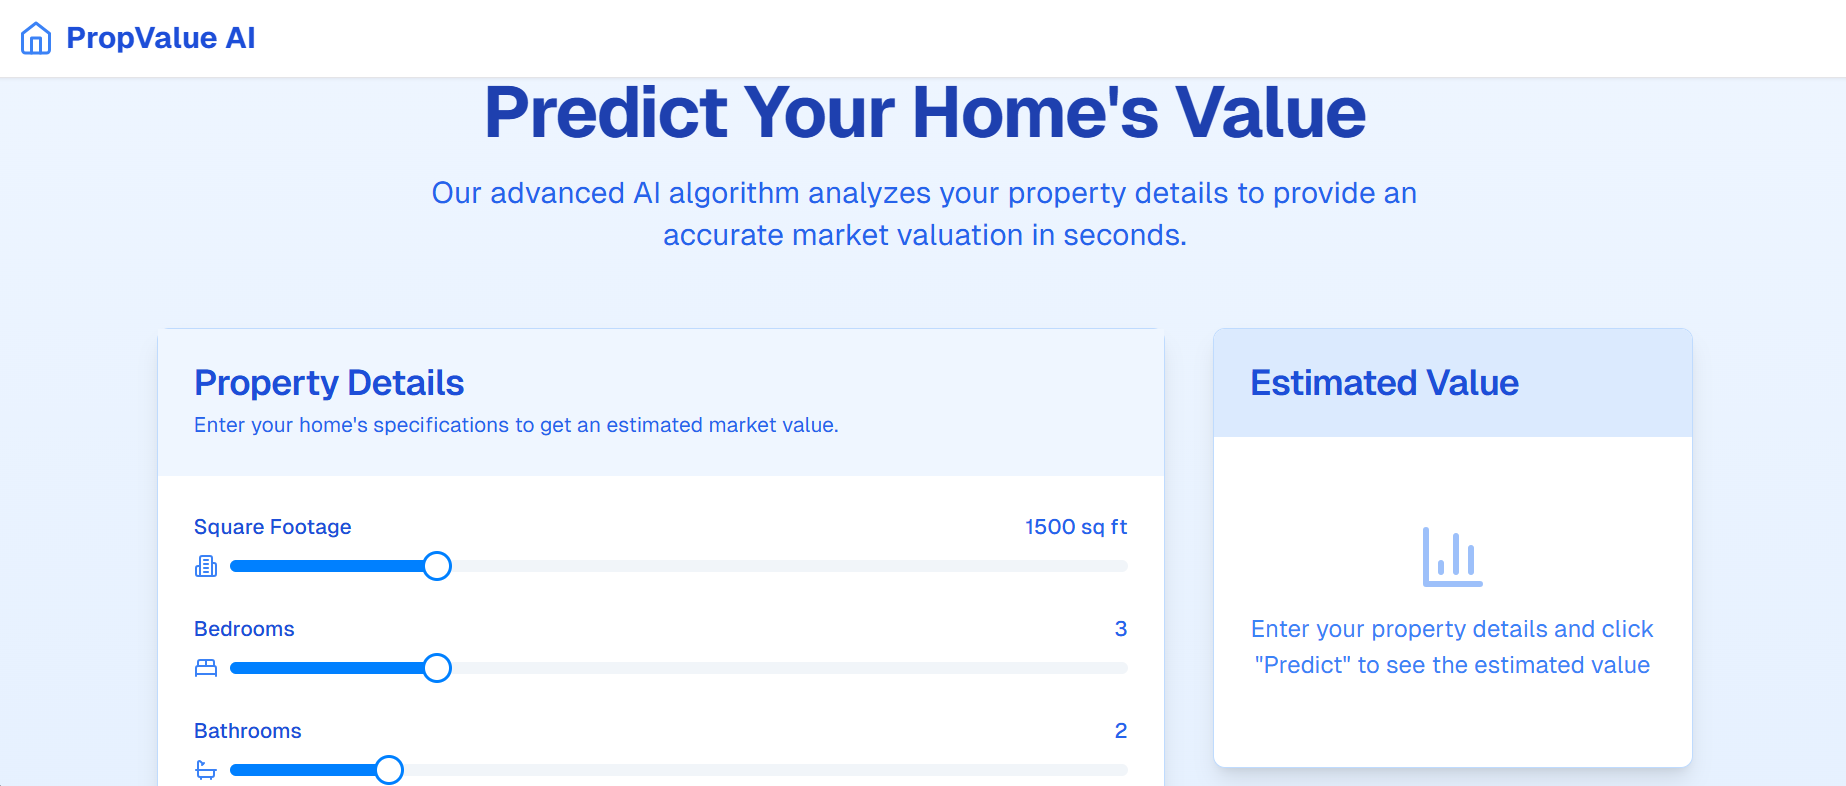 PropValue AI
Predict Your Home's Value
Our advanced AI algorithm analyzes your property details to provide an
accurate market valuation in seconds.
Property Details
Enter your home's specifications to get an estimated market value.
Square Footage
1500 sq ft
Bedrooms
3
Bathrooms
2
Estimated Value
Enter your property details and click
"Predict" to see the estimated value